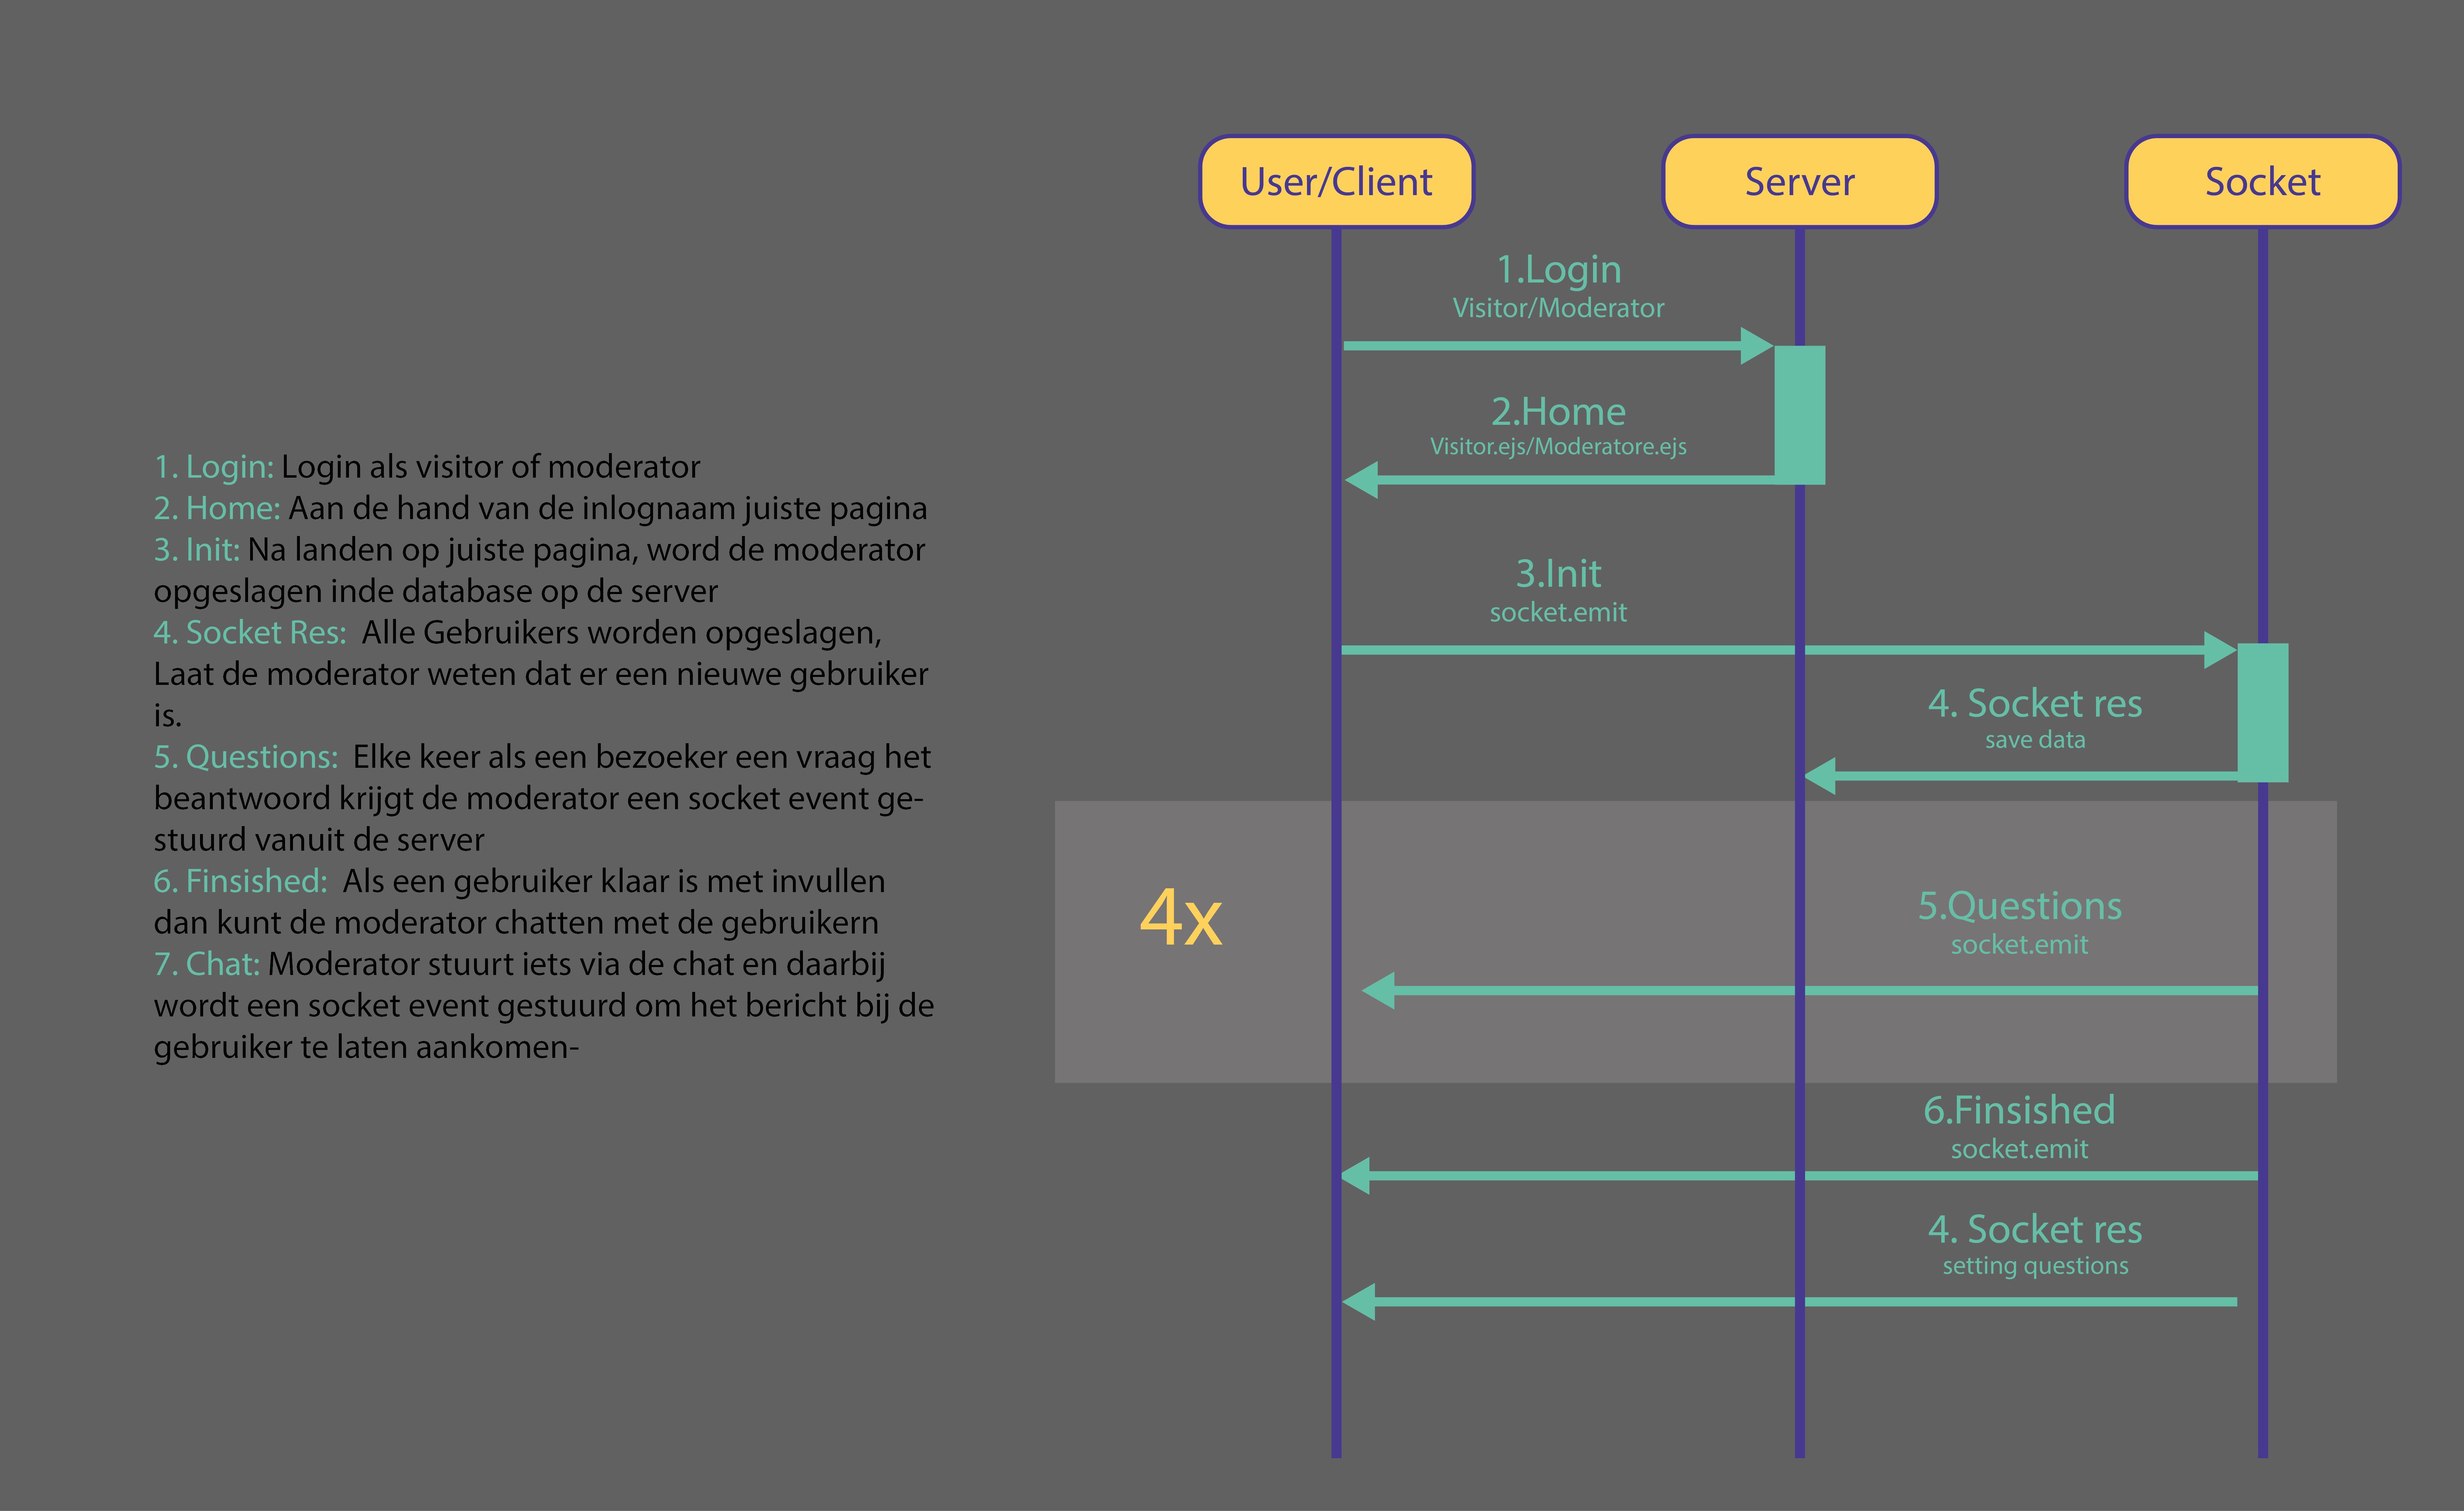 User/Client
Server
Socket
1.Login
Visitor/Moderator
2.Home
Visitor.ejs/Moderatore.ejs
1. Login: Login als visitor of moderator
2. Home: Aan de hand van de inlognaam juiste pagina
3. Init: Na landen op juiste pagina, word de moderator
opgeslagen inde database op de server
4. Socket Res: Alle Gebruikers worden opgeslagen,
Laat de moderator weten dat er een nieuwe gebruiker
is.
5. Questions: Elke keer als een bezoeker een vraag het
beantwoord krijgt de moderator een socket event ge-
stuurd vanuit de server
6. Finsished: Als een gebruiker klaar is met invullen
dan kunt de moderator chatten met de gebruikern
7. Chat: Moderator stuurt iets via de chat en daarbij
wordt een socket event gestuurd om het bericht bij de
gebruiker te laten aankomen-
3.Init
socket.emit
4. Socket res
save data
4x
5.Questions
socket.emit
6.Finsished
socket.emit
4. Socket res
setting questions